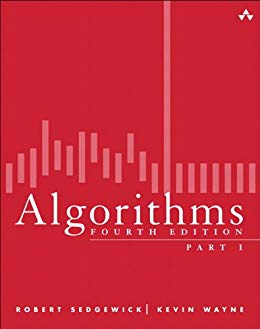 Algorithms
FOURTH EDITION
PART I
ROBERT SEDGEWICK | KEVIN WAYNE